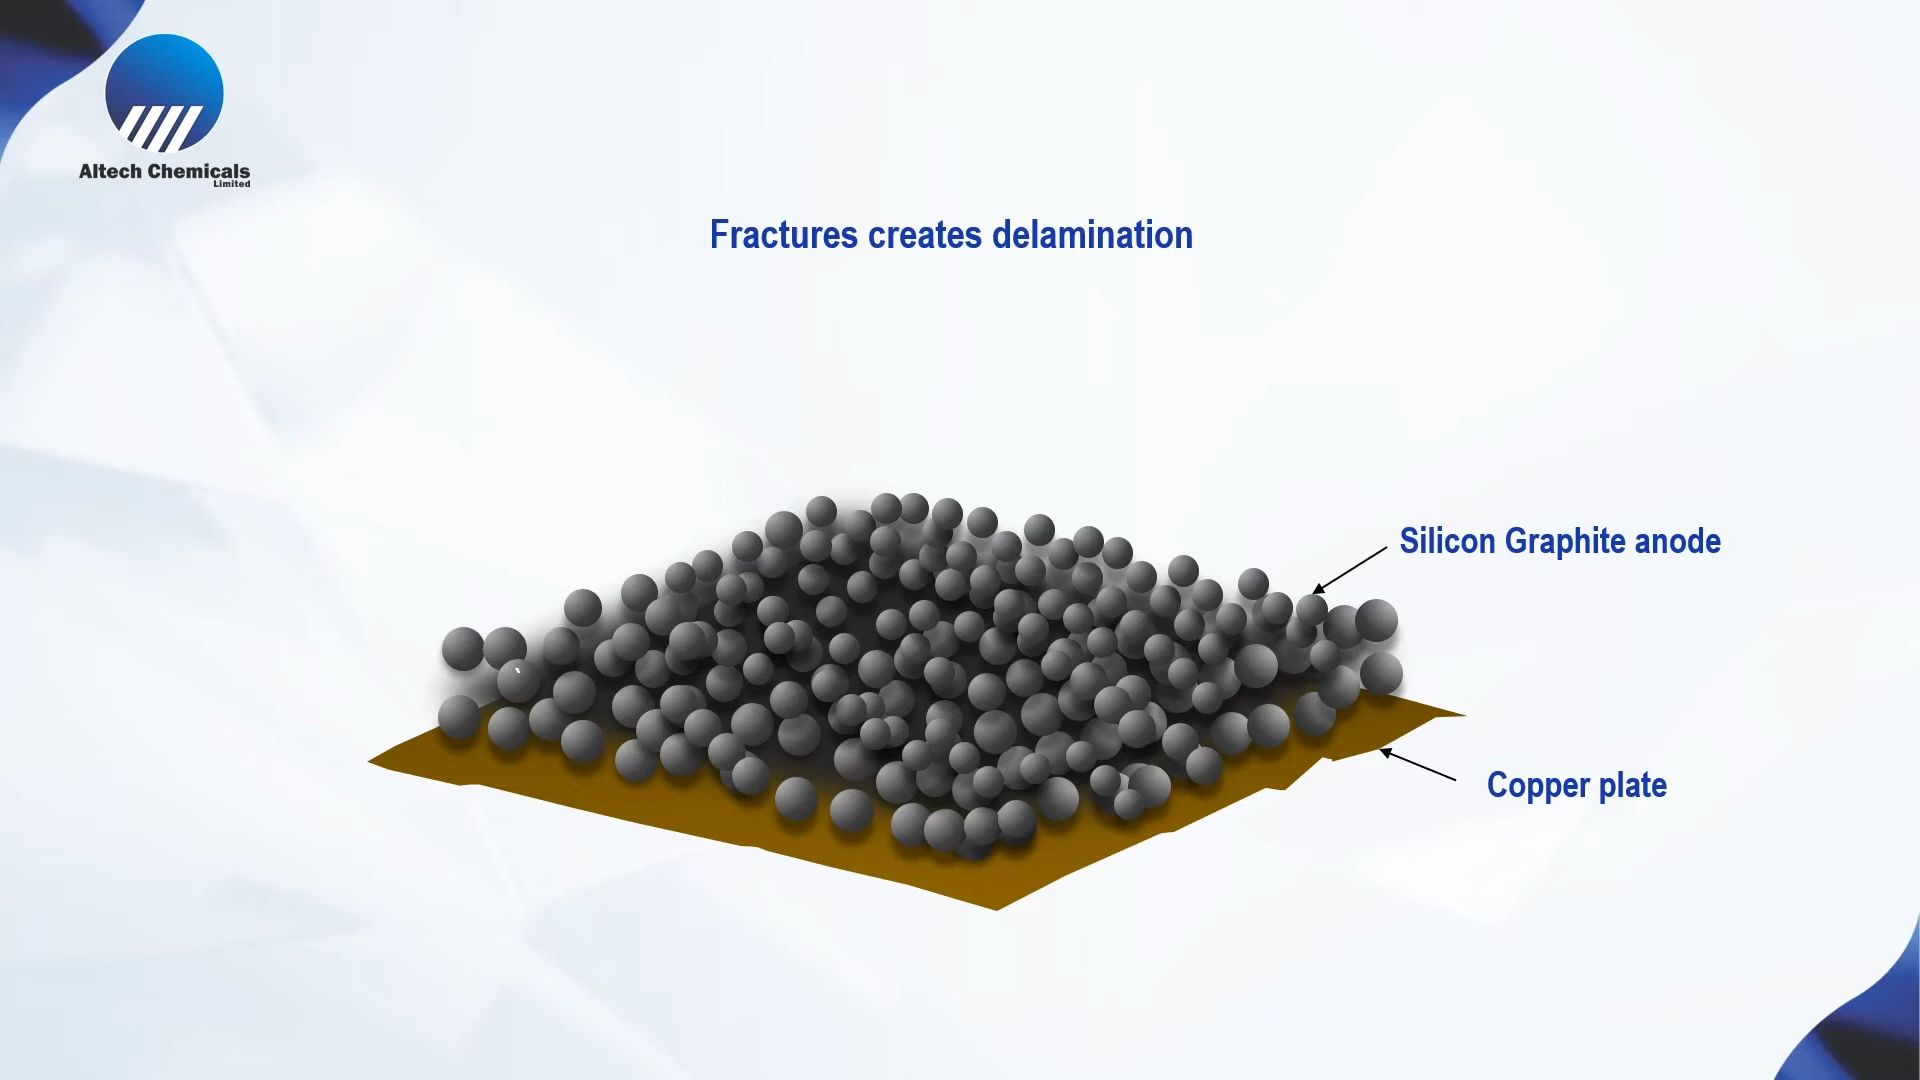 Altech Chemicals
Limited
Fractures creates delamination
Silicon Graphite anode
Copper plate